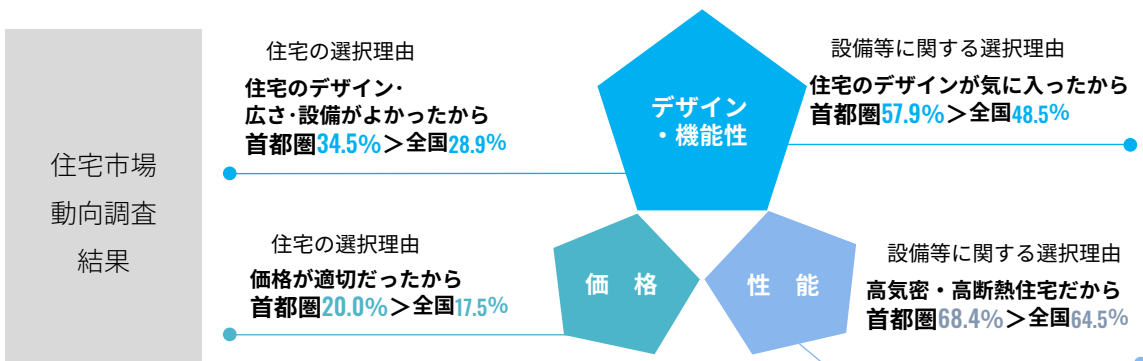 住宅市場
動向調査
結果
住宅の選択理由
住宅のデザイン･
広さ･設備がよかったから
首都圏34.5%＞全国28.9%
デザイン
・機能性
設備等に関する選択理由
住宅のデザインが気に入ったから
首都圏57.9%＞全国48.5%
住宅の選択理由
価格が適切だったから
首都圏20.0%＞全国17.5%
価　格
性　能
設備等に関する選択理由
高気密・高断熱住宅だから
首都圏68.4%＞全国64.5%